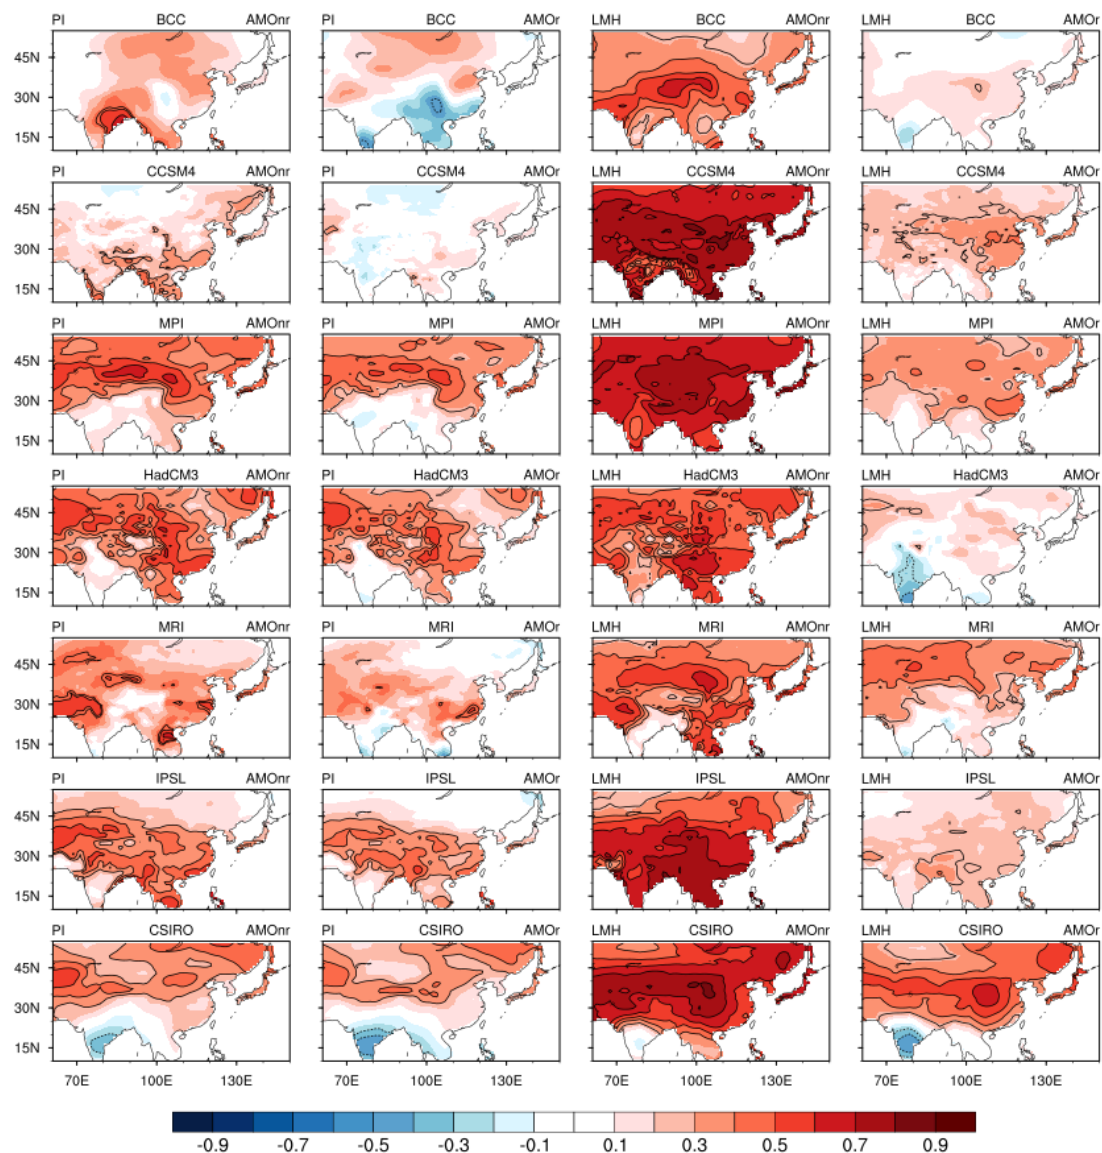 PI BCC AMOnr PI BCC AMOr LMH BCC AMOnr LMH BCC AMOr
45N
30N
15N
PI CCSM4 AMOnr PI CCSM4 AMOr LMH CCSM4 AMOnr LMH CCSM4 AMOr
45N
30N
15N
PI MPI AMOnr PI MPI AMOr LMH MPI AMOnr LMH MPI AMOr
45N
30N
15N
PI HadCM3 AMOnr PI HadCM3 AMOr LMH HadCM3 AMOnr LMH HadCM3 AMOr
45N
30N
15N
PI MRI AMOnr PI MRI AMOr LMH MRI AMOnr LMH MRI AMOr
45N
30N
15N
PI IPSL AMOnr PI IPSL AMOr LMH IPSL AMOnr LMH IPSL AMOr
45N
30N
15N
PI CSIRO AMOnr PI CSIRO AMOr LMH CSIRO AMOnr LMH CSIRO AMOr
45N
30N
15N
70E 100E 130E 70E 100E 130E 70E 100E 130E 70E 100E 130E
-0.9 -0.7 -0.5 -0.3 -0.1 0.1 0.3 0.5 0.7 0.9